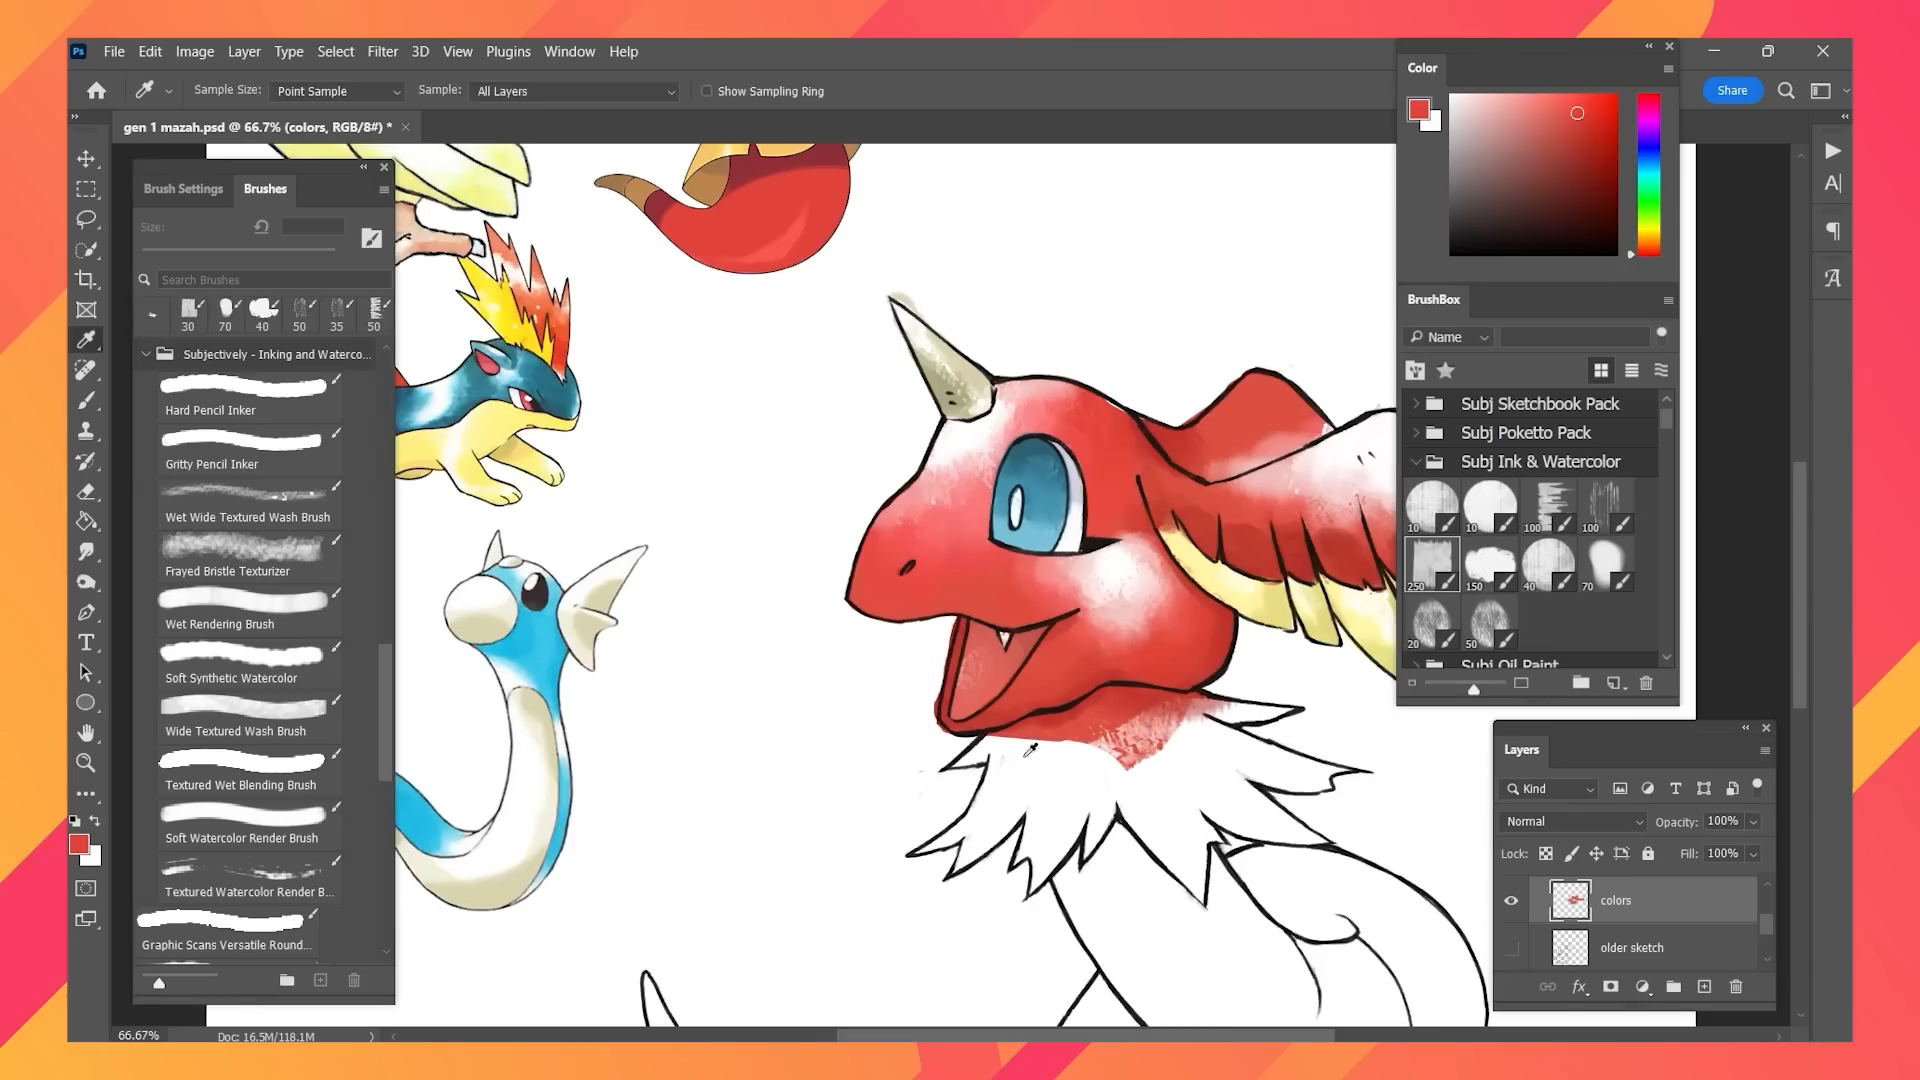 Ps File Edit Image Layer Type Select Filter 3D View Plugins Window Help
Sample Size: Point Sample Sample: All Layers Show Sampling Ring
Share
gen 1 mazah.psd @ 66.7% (colors, RGB/8#) *
Brush Settings Brushes
Size:
Search Brushes
30 70 40 50 35 50
Subjectively - Inking and Waterco...
Hard Pencil Inker
Gritty Pencil Inker
Wet Wide Textured Wash Brush
Frayed Bristle Texturizer
Wet Rendering Brush
Soft Synthetic Watercolor
Wide Textured Wash Brush
Textured Wet Blending Brush
Soft Watercolor Render Brush
Textured Watercolor Render B...
Graphic Scans Versatile Round...
Color
BrushBox
Name
Subj Sketchbook Pack
Subj Poketto Pack
Subj Ink & Watercolor
10 10 100 100
250 150 40 70
20 50
Subj Oil Paint
Layers
Kind
Normal Opacity: 100%
Lock: Fill: 100%
colors
older sketch
fx
66.67% Doc: 16.5M/118.1M